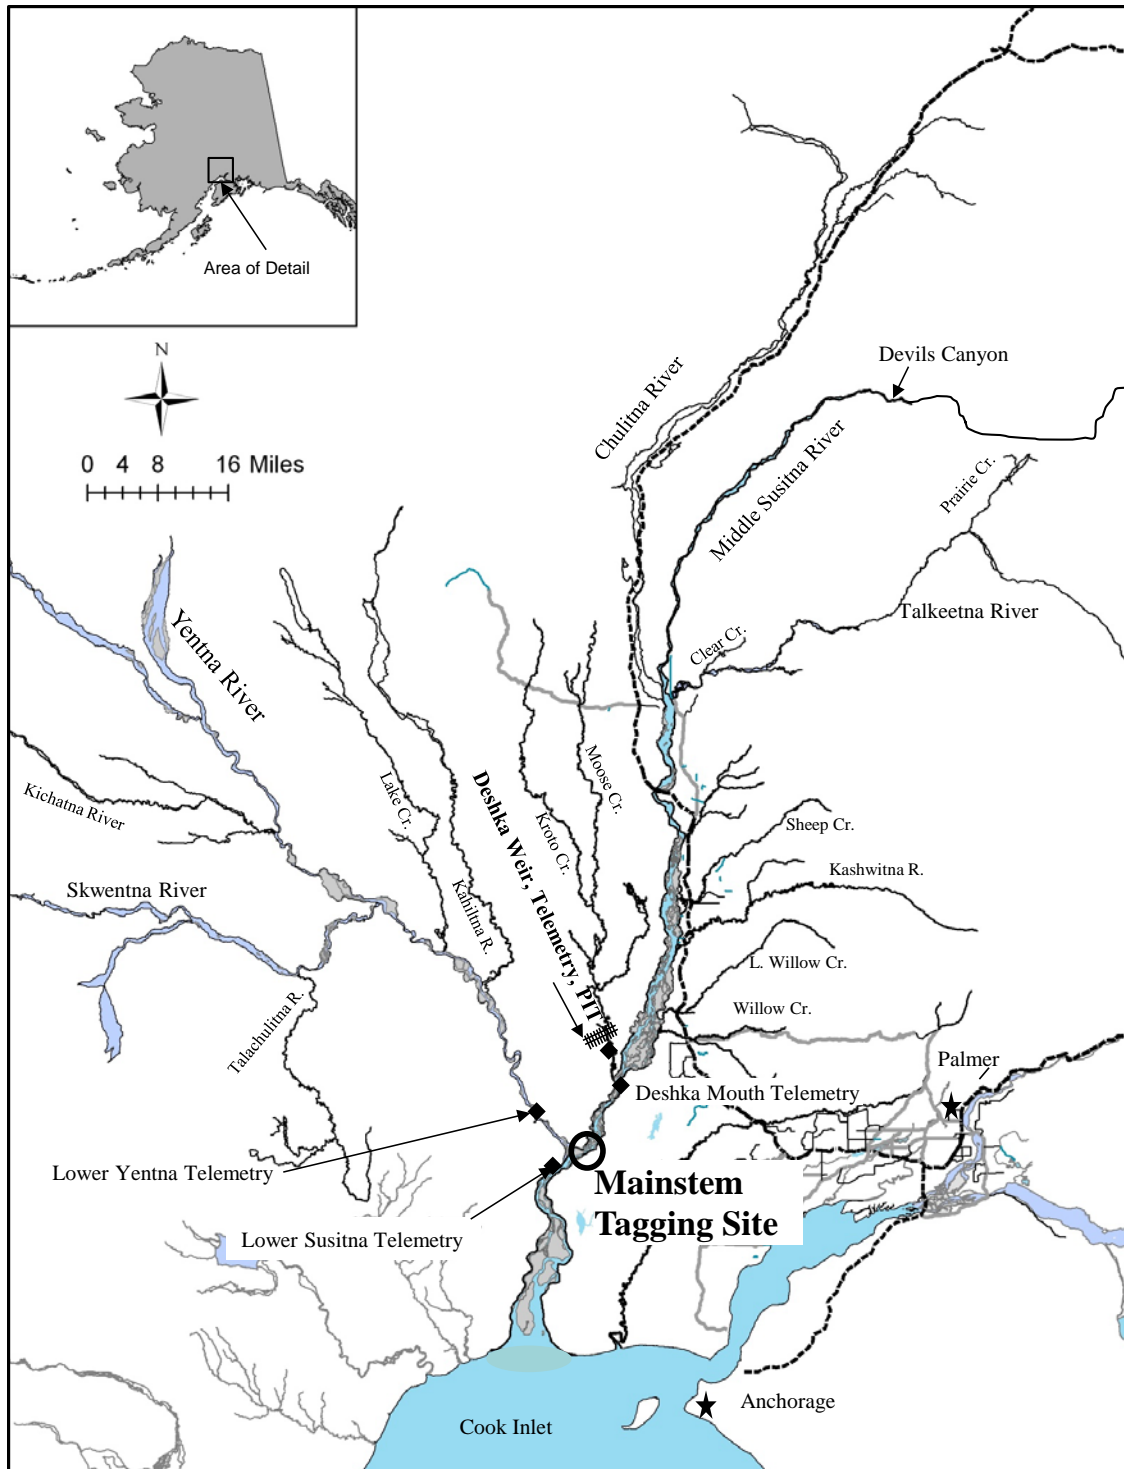 Area of Detail
N
0 4 8 16 Miles
Devils Canyon
Chulitna River
Middle Susitna River
Prairie Cr.
Talkeetna River
Clear Cr.
Yentna River
Kichatna River
Lake Cr.
Kahiltna R.
Deshka Weir, Telemetry, PIT
Kroto Cr.
Moose Cr.
Sheep Cr.
Kashwitna R.
Skwentna River
L. Willow Cr.
Talachulitna R.
Willow Cr.
Palmer
Deshka Mouth Telemetry
Lower Yentna Telemetry
Mainstem
Tagging Site
Lower Susitna Telemetry
Anchorage
Cook Inlet